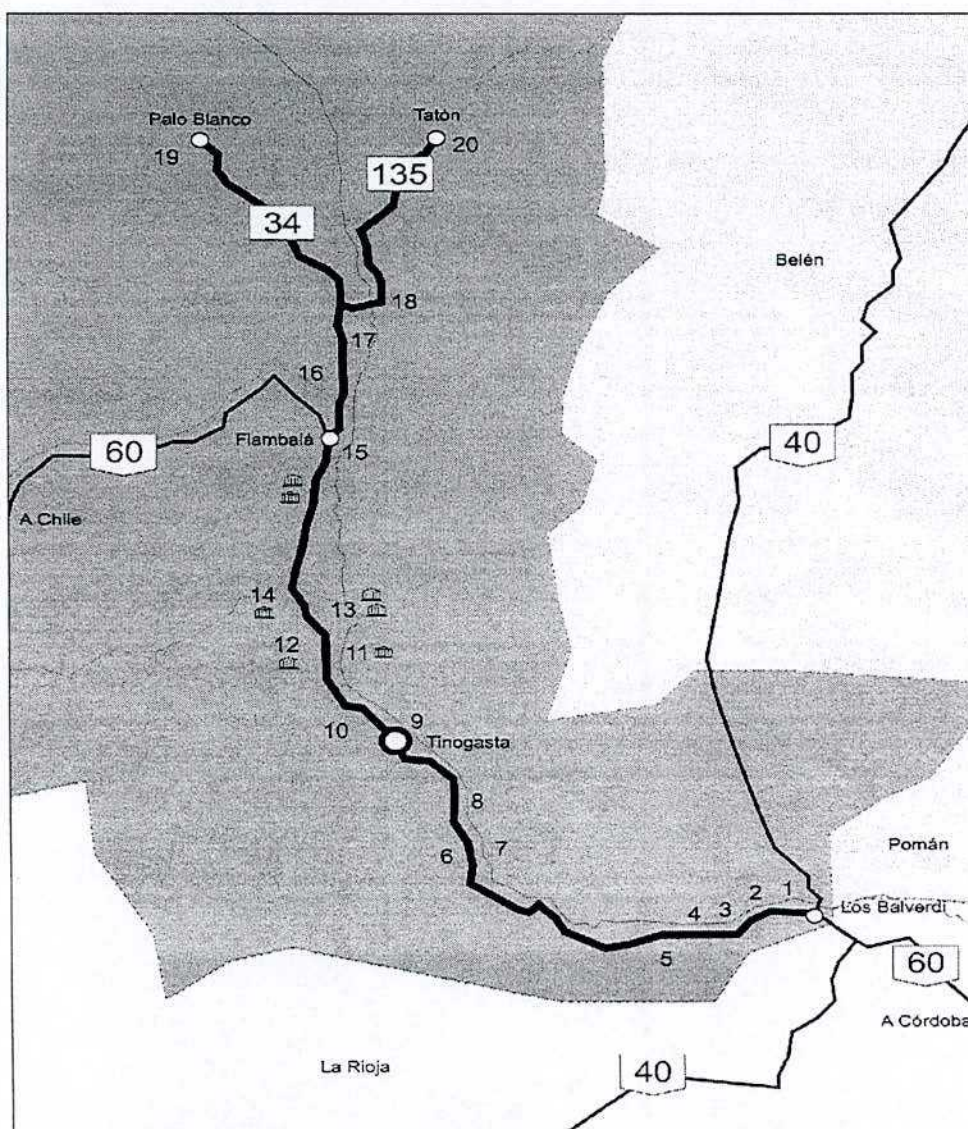 Palo Blanco
Tatón
19
20
135
34
Belén
18
17
16
40
Fiambalá
60
15
A Chile
14
13
12
11
9
10
Tinogasta
8
7
6
Pomán
1
2
Los Balverdi
3
4
5
60
A Córdoba
La Rioja
40